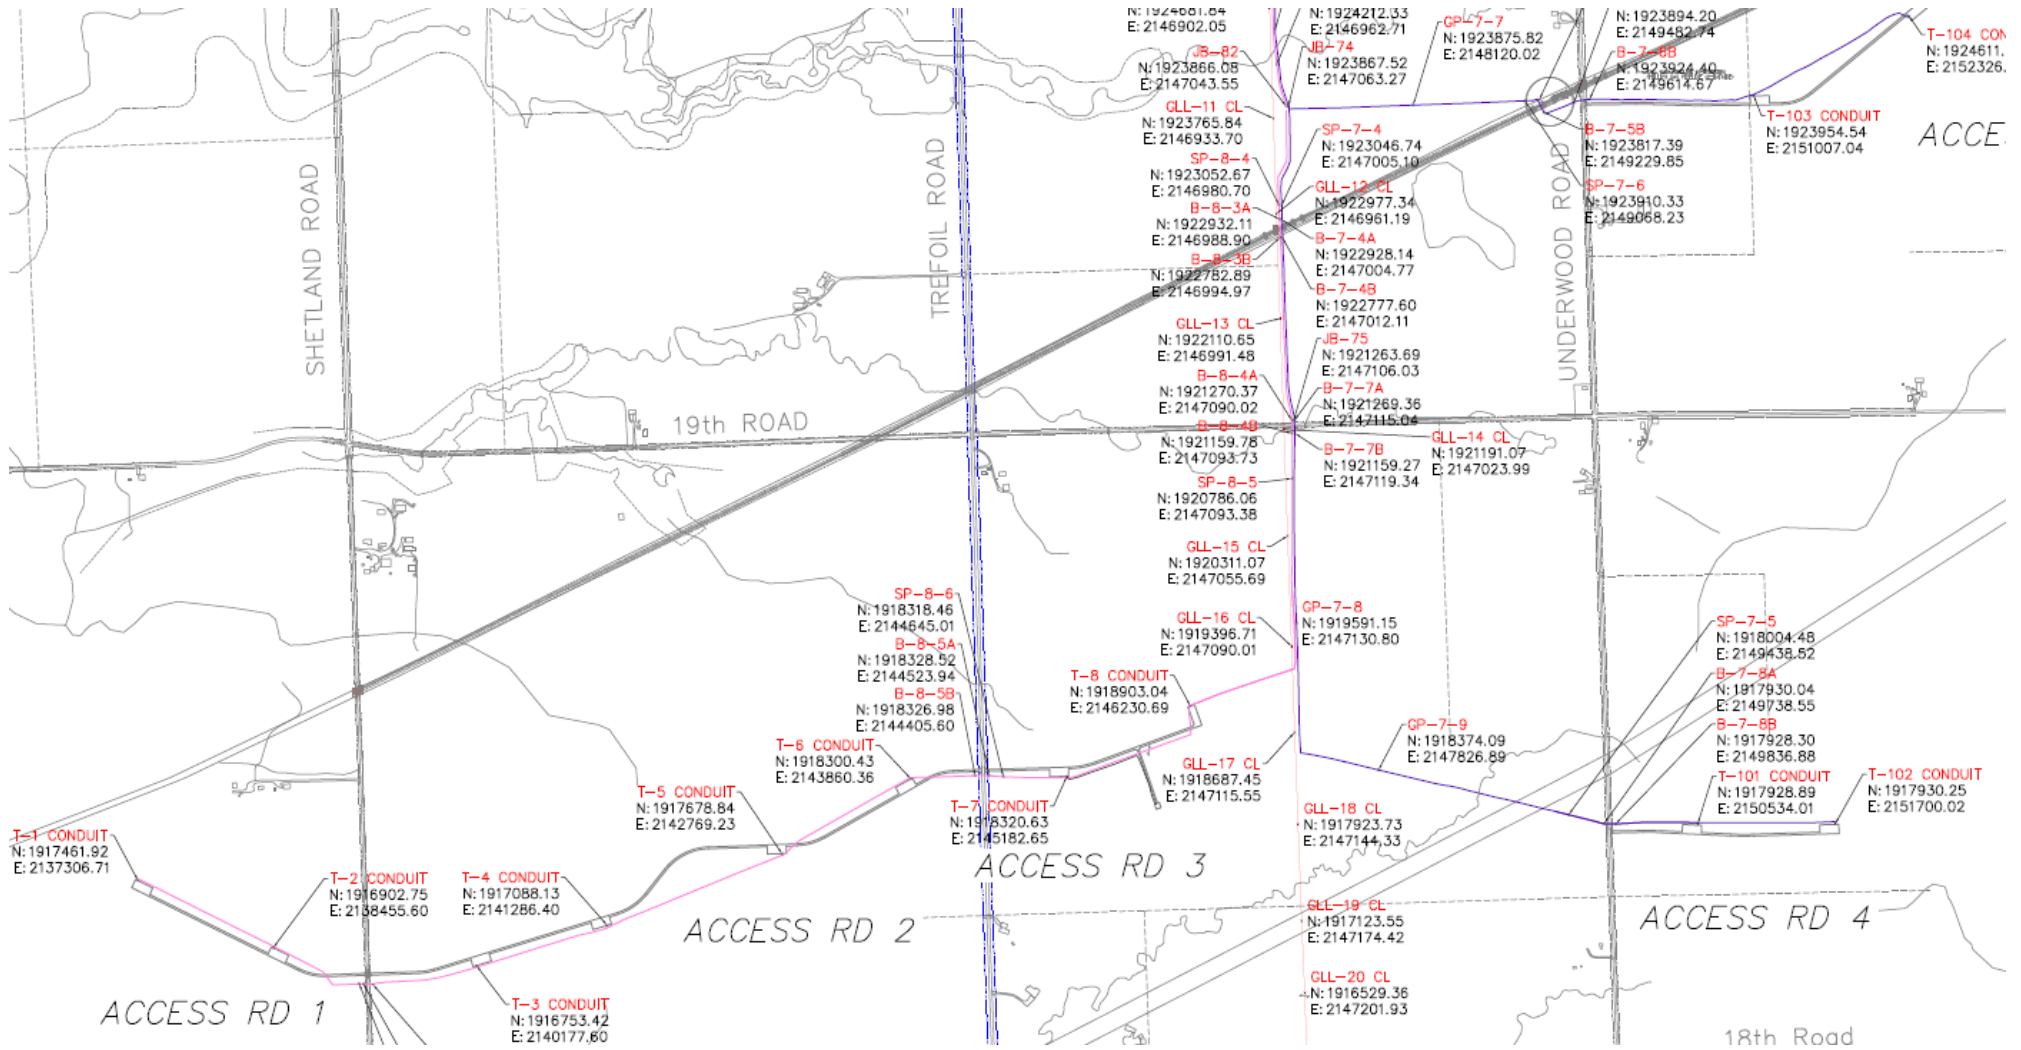 N: 1924681.84
E: 2146902.05
N: 1924212.33
E: 2146962.71
GP-7-7
N: 1923875.82
E: 2148120.02
N: 1923894.20
E: 2149482.74
T-104 CON
N: 1924611.
E: 2152326.
JB-82
N: 1923866.08
E: 2147043.55
JB-74
N: 1923867.52
E: 2147063.27
B-7-8B
N: 1923924.40
E: 2149614.67
GLL-11 CL
N: 1923765.84
E: 2146933.70
T-103 CONDUIT
N: 1923954.54
E: 2151007.04
ACCES
SP-7-4
N: 1923046.74
E: 2147005.10
B-7-5B
N: 1923817.39
E: 2149229.85
SP-8-4
N: 1923052.67
E: 2146980.70
GLL-12 CL
N: 1922977.34
E: 2146961.19
SP-7-6
N: 1923910.33
E: 2149068.23
B-8-3A
N: 1922932.11
E: 2146988.90
B-7-4A
N: 1922928.14
E: 2147004.77
B-8-3B
N: 1922782.89
E: 2146994.97
B-7-4B
N: 1922777.60
E: 2147012.11
SHETLAND ROAD
TREFOIL ROAD
UNDERWOOD ROAD
GLL-13 CL
N: 1922110.65
E: 2146991.48
JB-75
N: 1921263.69
E: 2147106.03
B-8-4A
N: 1921270.37
E: 2147090.02
B-7-7A
N: 1921269.36
E: 2147115.04
19th ROAD
B-8-4B
N: 1921159.78
E: 2147093.73
GLL-14 CL
N: 1921191.07
E: 2147023.99
B-7-7B
N: 1921159.27
E: 2147119.34
SP-8-5
N: 1920786.06
E: 2147093.38
GLL-15 CL
N: 1920311.07
E: 2147055.69
SP-8-6
N: 1918318.46
E: 2144645.01
GLL-16 CL
N: 1919396.71
E: 2147090.01
GP-7-8
N: 1919591.15
E: 2147130.80
SP-7-5
N: 1918004.48
E: 2149438.52
B-8-5A
N: 1918328.52
E: 2144523.94
T-8 CONDUIT
N: 1918903.04
E: 2146230.69
B-7-8A
N: 1917930.04
E: 2149738.55
B-8-5B
N: 1918326.98
E: 2144405.60
GP-7-9
N: 1918374.09
E: 2147826.89
B-7-8B
N: 1917928.30
E: 2149836.88
T-6 CONDUIT
N: 1918300.43
E: 2143860.36
GLL-17 CL
N: 1918687.45
E: 2147115.55
T-101 CONDUIT
N: 1917928.89
E: 2150534.01
T-102 CONDUIT
N: 1917930.25
E: 2151700.02
T-5 CONDUIT
N: 1917678.84
E: 2142769.23
T-7 CONDUIT
N: 1918320.63
E: 2145182.65
GLL-18 CL
N: 1917923.73
E: 2147144.33
T-1 CONDUIT
N: 1917461.92
E: 2137306.71
ACCESS RD 3
T-2 CONDUIT
N: 1916902.75
E: 2138455.60
T-4 CONDUIT
N: 1917088.13
E: 2141286.40
ACCESS RD 2
GLL-19 CL
N: 1917123.55
E: 2147174.42
ACCESS RD 4
GLL-20 CL
N: 1916529.36
E: 2147201.93
ACCESS RD 1
T-3 CONDUIT
N: 1916753.42
E: 2140177.60
18th Road